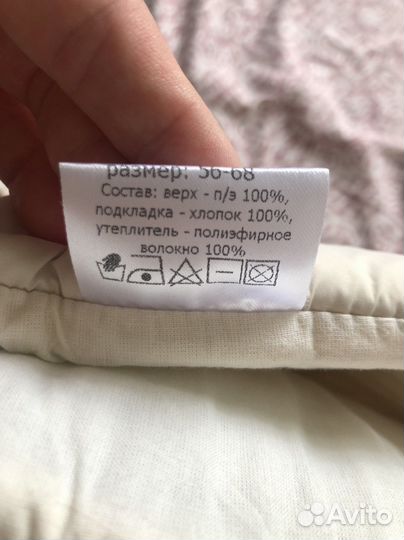 размер: 56-68
Состав: верх - п/э 100%,
подкладка - хлопок 100%,
утеплитель - полиэфирное
волокно 100%
Avito